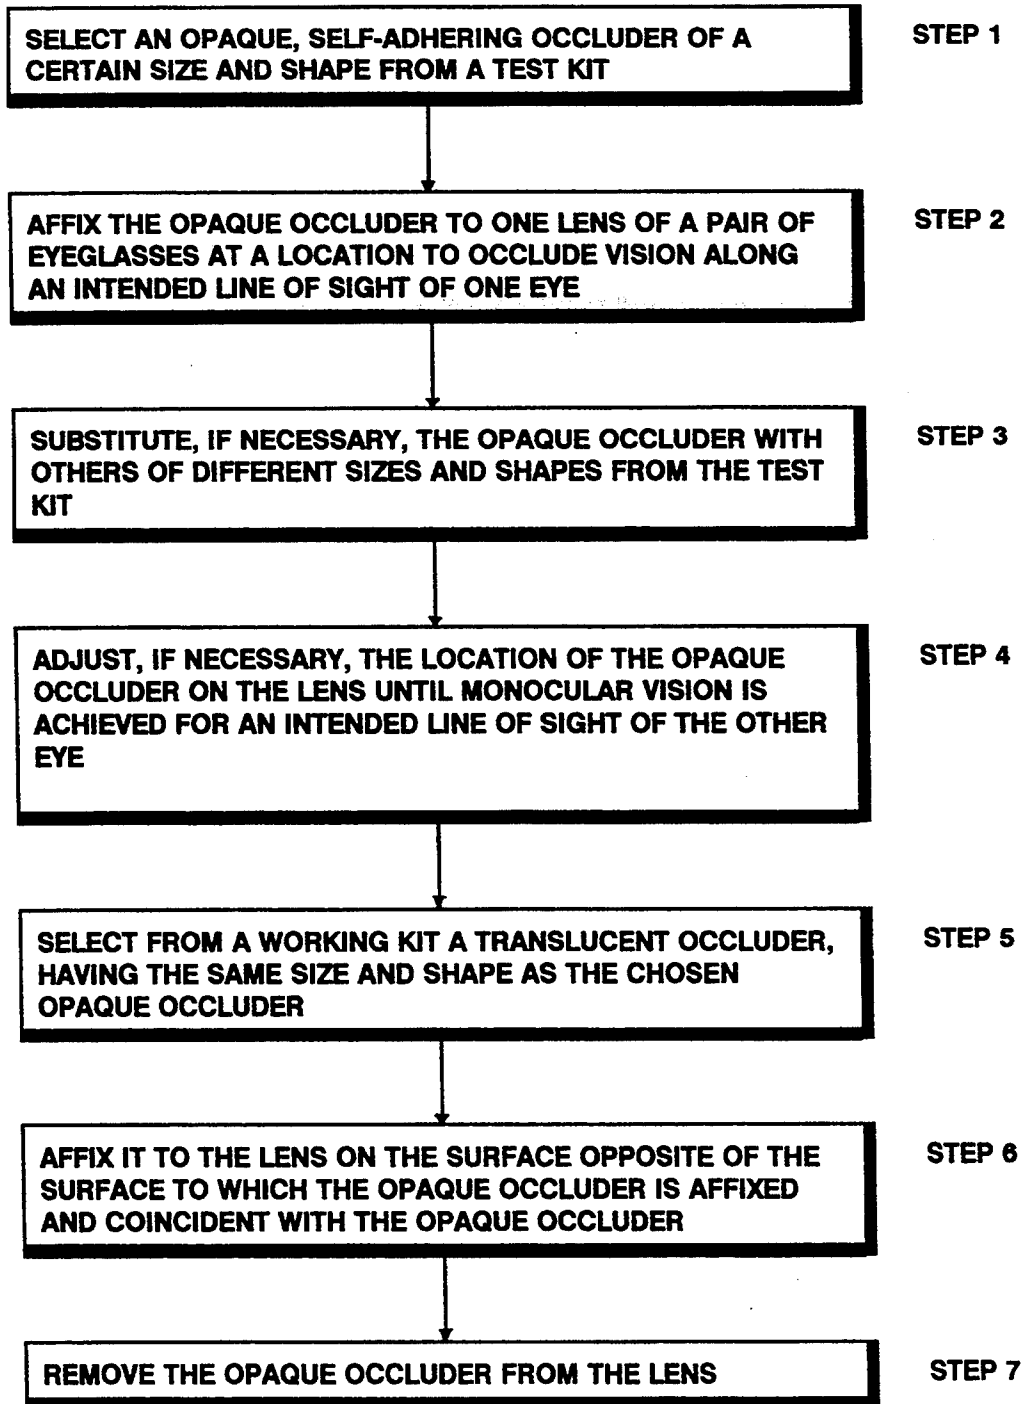 SELECT AN OPAQUE, SELF-ADHERING OCCLUDER OF A
CERTAIN SIZE AND SHAPE FROM A TEST KIT
STEP 1
AFFIX THE OPAQUE OCCLUDER TO ONE LENS OF A PAIR OF
EYEGLASSES AT A LOCATION TO OCCLUDE VISION ALONG
AN INTENDED LINE OF SIGHT OF ONE EYE
STEP 2
SUBSTITUTE, IF NECESSARY, THE OPAQUE OCCLUDER WITH
OTHERS OF DIFFERENT SIZES AND SHAPES FROM THE TEST
KIT
STEP 3
ADJUST, IF NECESSARY, THE LOCATION OF THE OPAQUE
OCCLUDER ON THE LENS UNTIL MONOCULAR VISION IS
ACHIEVED FOR AN INTENDED LINE OF SIGHT OF THE OTHER
EYE
STEP 4
SELECT FROM A WORKING KIT A TRANSLUCENT OCCLUDER,
HAVING THE SAME SIZE AND SHAPE AS THE CHOSEN
OPAQUE OCCLUDER
STEP 5
AFFIX IT TO THE LENS ON THE SURFACE OPPOSITE OF THE
SURFACE TO WHICH THE OPAQUE OCCLUDER IS AFFIXED
AND COINCIDENT WITH THE OPAQUE OCCLUDER
STEP 6
REMOVE THE OPAQUE OCCLUDER FROM THE LENS
STEP 7